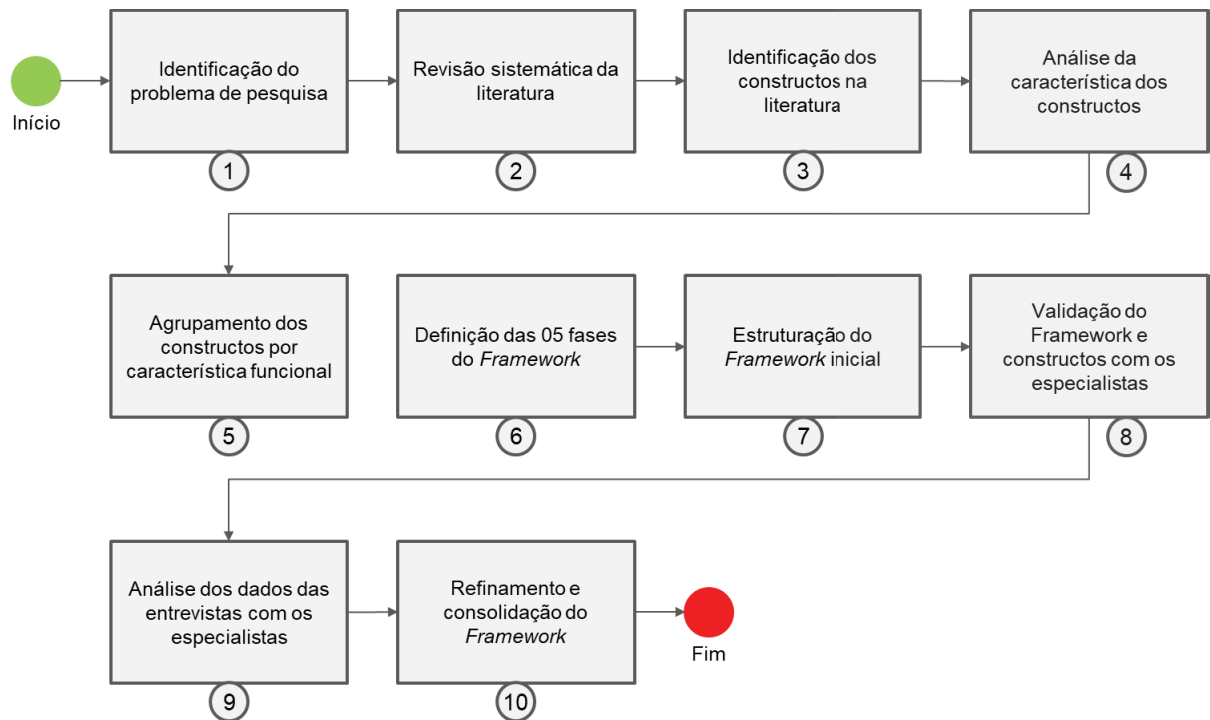 Início
Identificação do
problema de pesquisa
1
Revisão sistemática da
literatura
2
Identificação dos
constructos na
literatura
3
Análise da
característica dos
constructos
4
Agrupamento dos
constructos por
característica funcional
5
Definição das 05 fases
do Framework
6
Estruturação do
Framework inicial
7
Validação do
Framework e
constructos com os
especialistas
8
Análise dos dados das
entrevistas com os
especialistas
9
Refinamento e
consolidação do
Framework
10
Fim